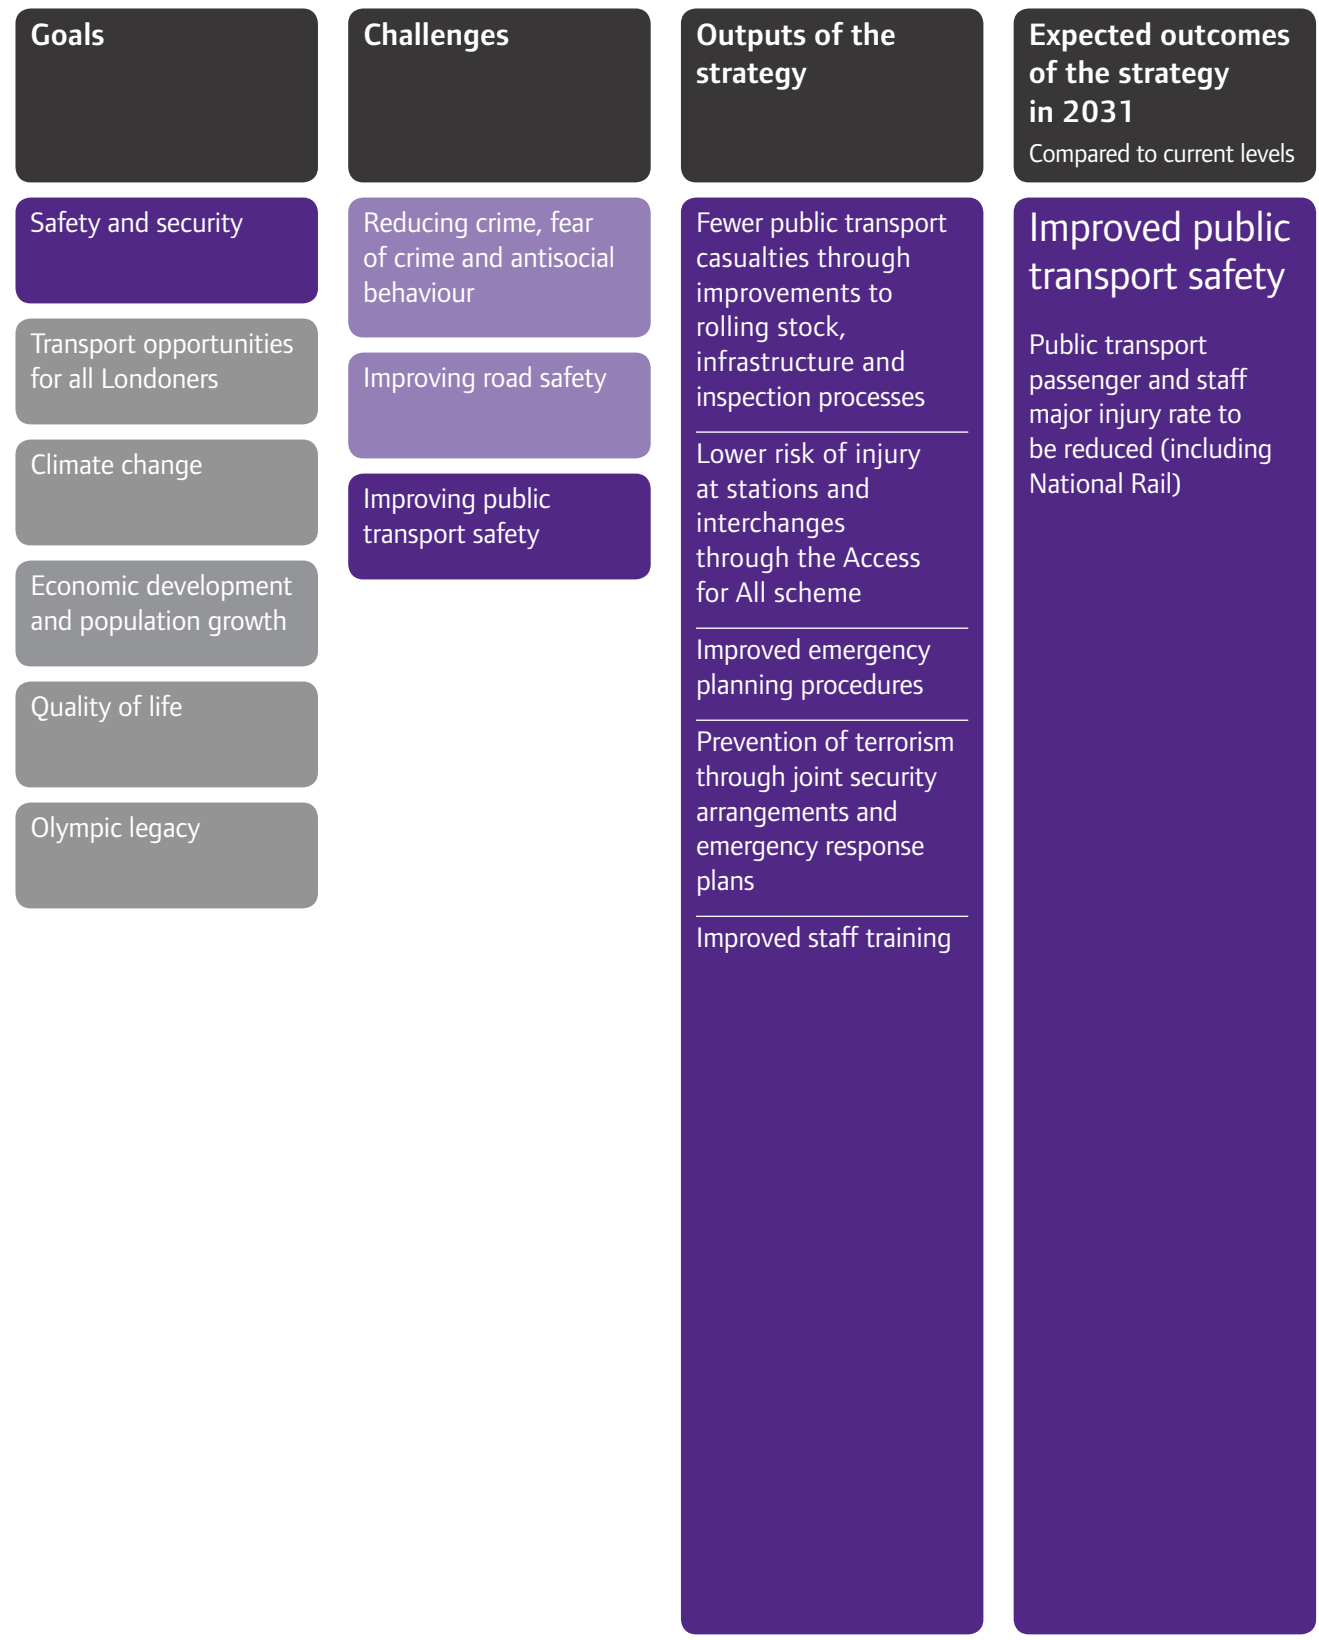 Goals
Safety and security
Transport opportunities
for all Londoners
Climate change
Economic development
and population growth
Quality of life
Olympic legacy
Challenges
Reducing crime, fear
of crime and antisocial
behaviour
Improving road safety
Improving public
transport safety
Outputs of the
strategy
Fewer public transport
casualties through
improvements to
rolling stock,
infrastructure and
inspection processes
Lower risk of injury
at stations and
interchanges
through the Access
for All scheme
Improved emergency
planning procedures
Prevention of terrorism
through joint security
arrangements and
emergency response
plans
Improved staff training
Expected outcomes
of the strategy
in 2031
Compared to current levels
Improved public
transport safety
Public transport
passenger and staff
major injury rate to
be reduced (including
National Rail)